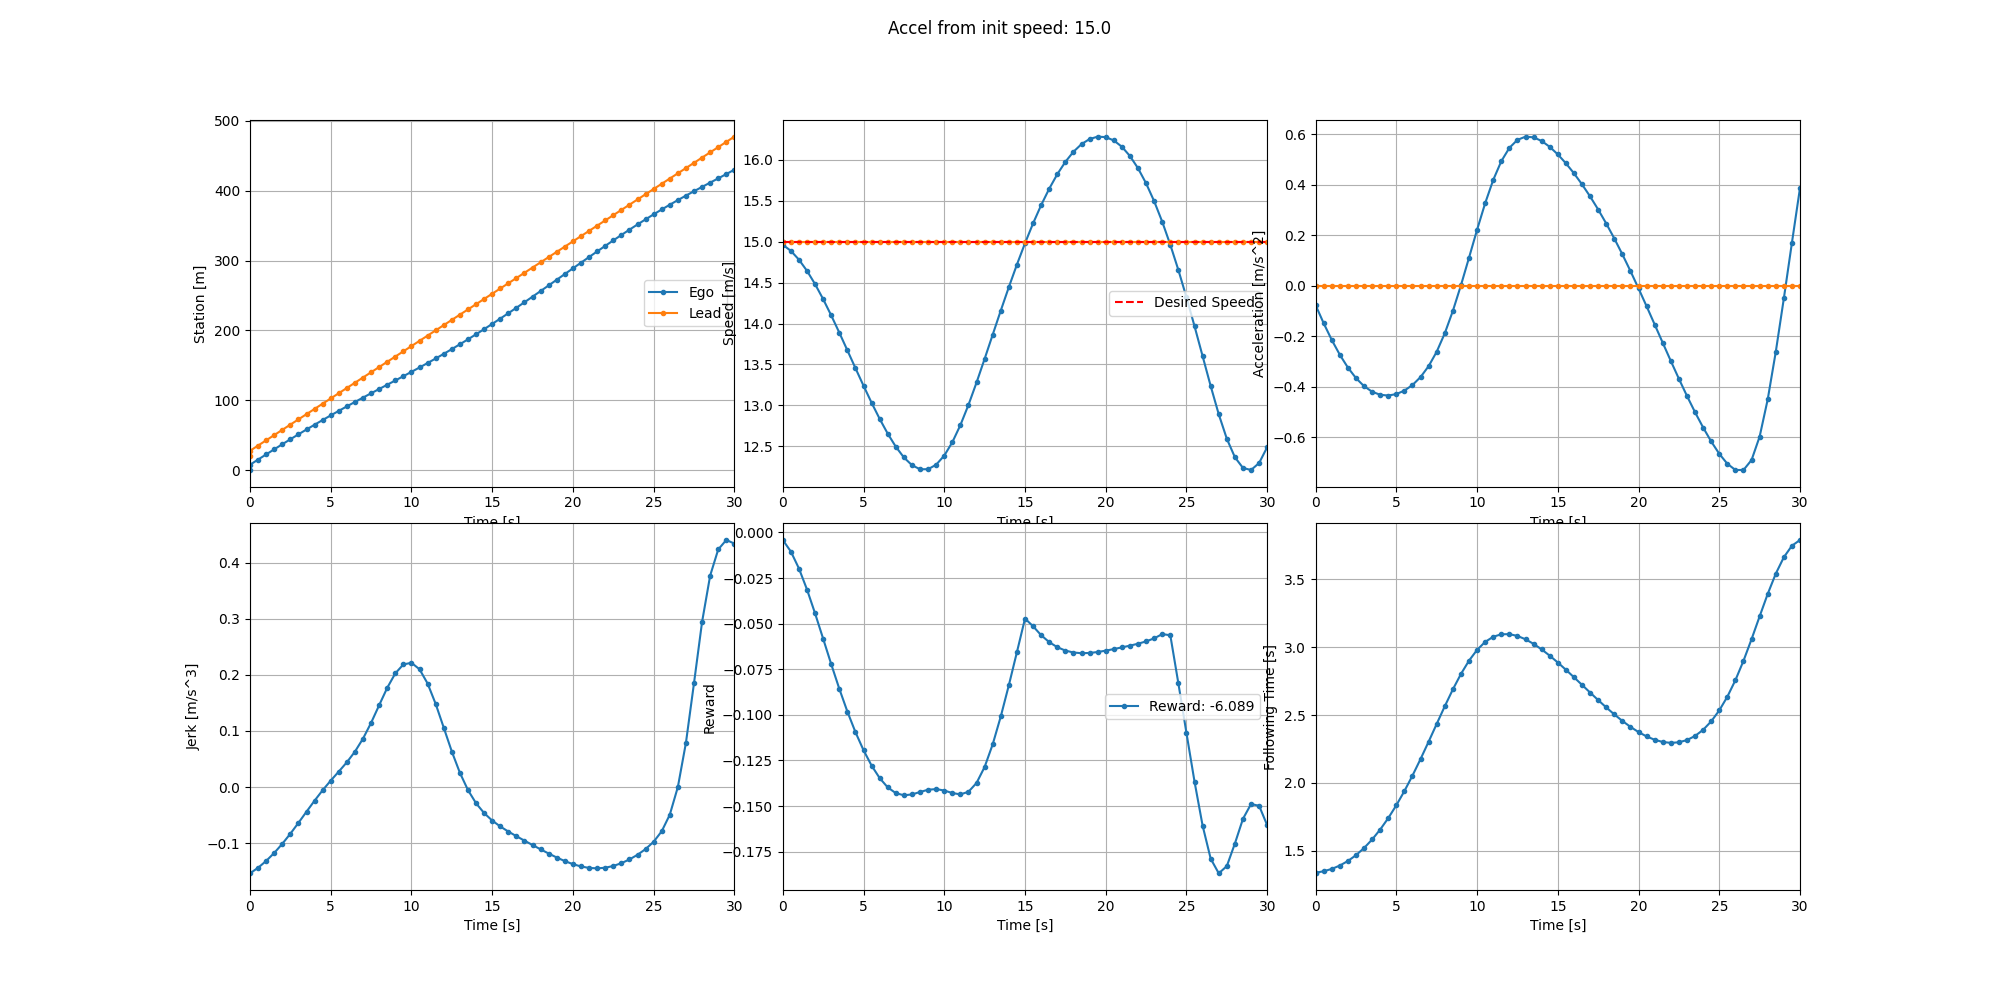 Accel from init speed: 15.0
500
400
300
200
100
0
Station [m]
Ego
Lead
0 5 10 15 20 25 30
Time [s]
16.0
15.5
15.0
14.5
14.0
13.5
13.0
12.5
Speed [m/s]
Desired Speed
0 5 10 15 20 25 30
Time [s]
0.6
0.4
0.2
0.0
−0.2
−0.4
−0.6
Acceleration [m/s^2]
0 5 10 15 20 25 30
Time [s]
0.4
0.3
0.2
0.1
0.0
−0.1
Jerk [m/s^3]
0 5 10 15 20 25 30
Time [s]
0.000
−0.025
−0.050
−0.075
−0.100
−0.125
−0.150
−0.175
Reward
Reward: -6.089
0 5 10 15 20 25 30
Time [s]
3.5
3.0
2.5
2.0
1.5
Following Time [s]
0 5 10 15 20 25 30
Time [s]